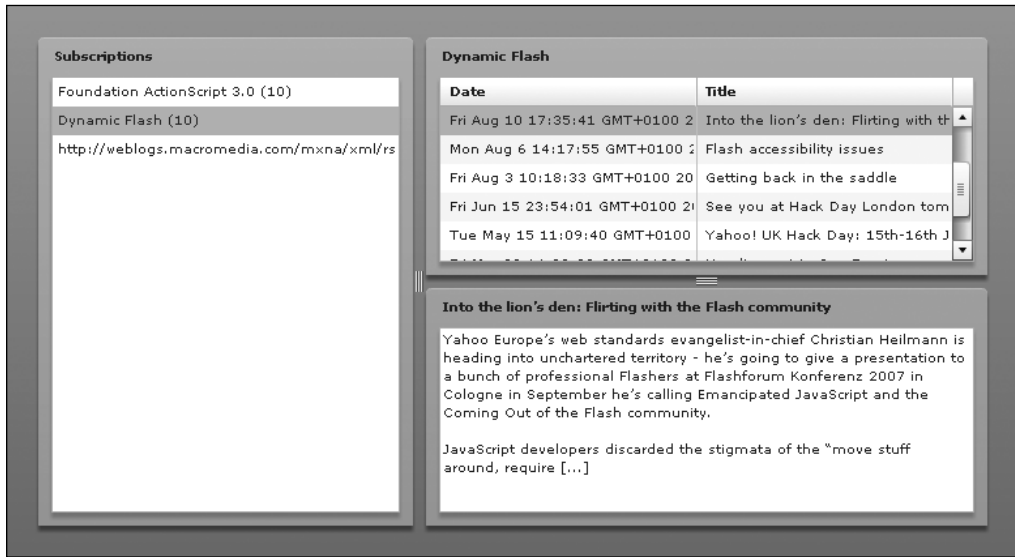 Subscriptions
Foundation ActionScript 3.0 (10)
Dynamic Flash (10)
http://weblogs.macromedia.com/mxna/xml/rs
Dynamic Flash
Date Title
Fri Aug 10 17:35:41 GMT+0100 2 Into the lion's den: Flirting with th
Mon Aug 6 14:17:55 GMT+0100 2 Flash accessibility issues
Fri Aug 3 10:18:33 GMT+0100 20 Getting back in the saddle
Fri Jun 15 23:54:01 GMT+0100 20 See you at Hack Day London tom
Tue May 15 11:09:40 GMT+0100 Yahoo! UK Hack Day: 15th-16th J
Into the lion's den: Flirting with the Flash community
Yahoo Europe's web standards evangelist-in-chief Christian Heilmann is
heading into unchartered territory - he's going to give a presentation to
a bunch of professional Flashers at Flashforum Konferenz 2007 in
Cologne in September he's calling Emancipated JavaScript and the
Coming Out of the Flash community.
JavaScript developers discarded the stigmata of the “move stuff
around, require [...]